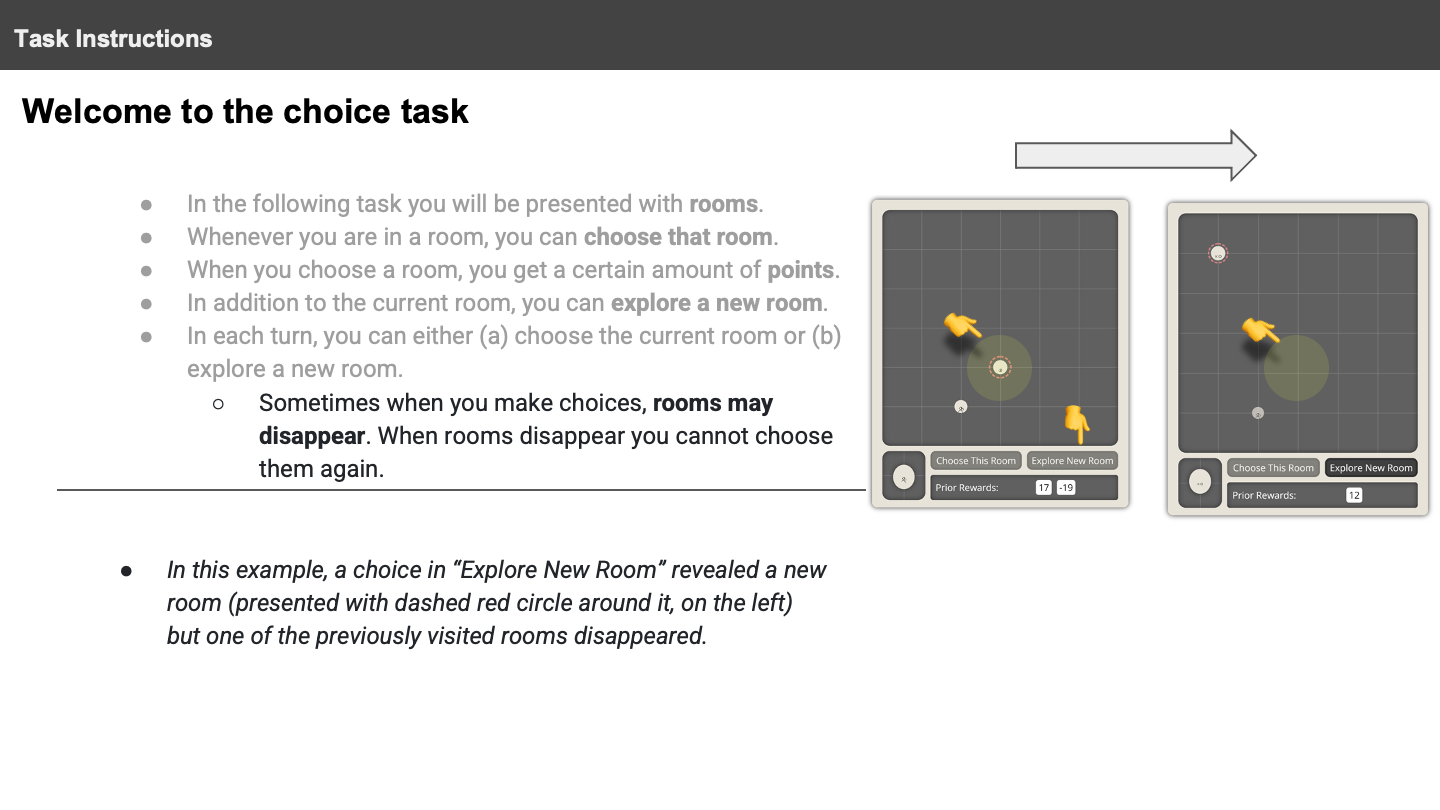 Task Instructions
Welcome to the choice task
● In the following task you will be presented with rooms.
● Whenever you are in a room, you can choose that room.
● When you choose a room, you get a certain amount of points.
● In addition to the current room, you can explore a new room.
● In each turn, you can either (a) choose the current room or (b)
explore a new room.
○ Sometimes when you make choices, rooms may
disappear. When rooms disappear you cannot choose
them again.
● In this example, a choice in “Explore New Room” revealed a new
room (presented with dashed red circle around it, on the left)
but one of the previously visited rooms disappeared.
Choose This Room Explore New Room
Prior Rewards: 17 -19
Choose This Room Explore New Room
Prior Rewards: 12